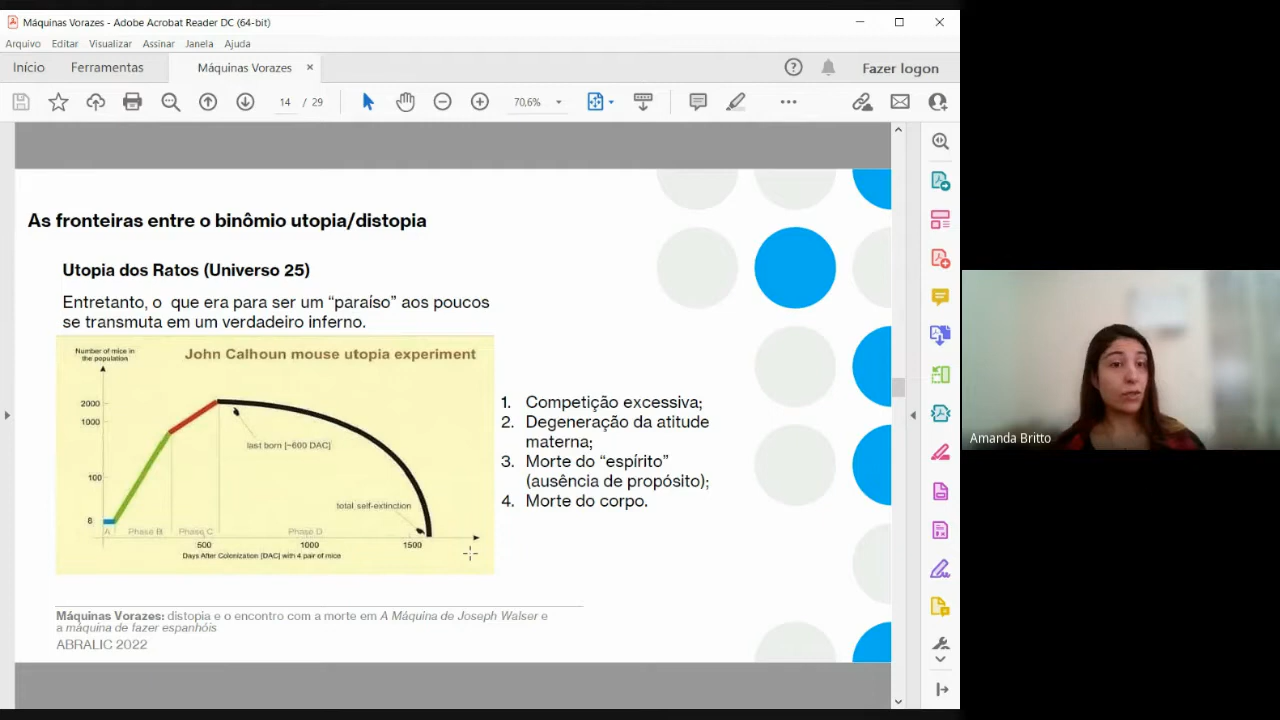 Máquinas Vorazes - Adobe Acrobat Reader DC (64-bit)
Arquivo Editar Visualizar Assinar Janela Ajuda
Início Ferramentas Máquinas Vorazes × Fazer logon
14 / 29 70,6%
As fronteiras entre o binômio utopia/distopia
Utopia dos Ratos (Universo 25)
Entretanto, o que era para ser um “paraíso” aos poucos
se transmuta em um verdadeiro inferno.
Number of mice in
the population
John Calhoun mouse utopia experiment
2000
1000
100
8
last born [~600 DAC]
total self-extinction
A Phase B Phase C Phase D
500 1000 1500
Days After Colonization [DAC] with 4 pair of mice
1. Competição excessiva;
2. Degeneração da atitude
materna;
3. Morte do “espírito”
(ausência de propósito);
4. Morte do corpo.
Máquinas Vorazes: distopia e o encontro com a morte em A Máquina de Joseph Walser e
a máquina de fazer espanhóis
ABRALIC 2022
Amanda Britto